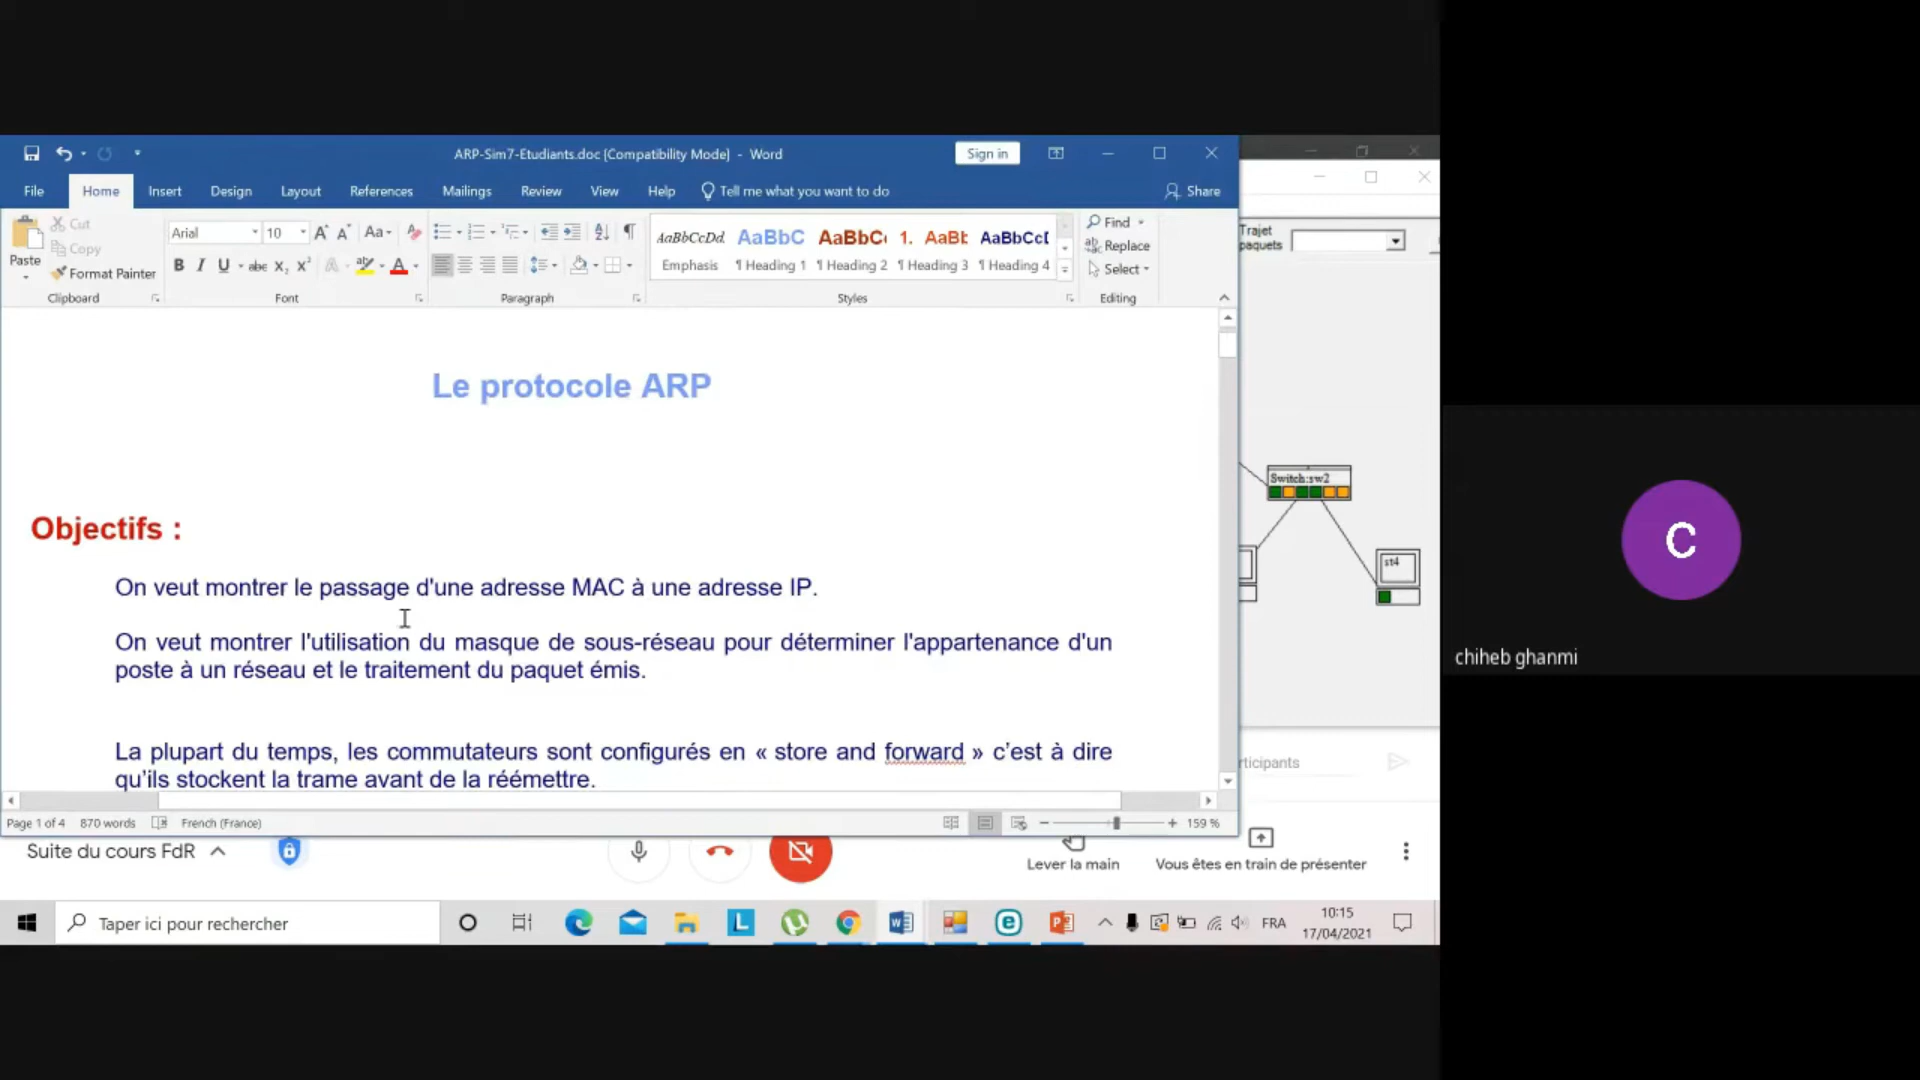 ARP-Sim7-Etudiants.doc [Compatibility Mode] - Word
Sign in
File Home Insert Design Layout References Mailings Review View Help Tell me what you want to do Share
Paste
Cut
Copy
Format Painter
Clipboard
Arial 10
Font
Paragraph
AaBbCcDd. AaBbC AaBbC 1. AaBb AaBbCcI
Emphasis ¶ Heading 1 ¶ Heading 2 ¶ Heading 3 ¶ Heading 4
Styles
Find
Replace
Select
Editing
Trajet
paquets
Le protocole ARP
Objectifs :
On veut montrer le passage d'une adresse MAC à une adresse IP.
On veut montrer l'utilisation du masque de sous-réseau pour déterminer l'appartenance d'un
poste à un réseau et le traitement du paquet émis.
La plupart du temps, les commutateurs sont configurés en « store and forward » c’est à dire
qu’ils stockent la trame avant de la réémettre.
Switch:sw2
st4
rticipants
Page 1 of 4 870 words French (France) 159 %
Suite du cours FdR
Lever la main
Vous êtes en train de présenter
Taper ici pour rechercher
FRA
10:15
17/04/2021
C
chiheb ghanmi